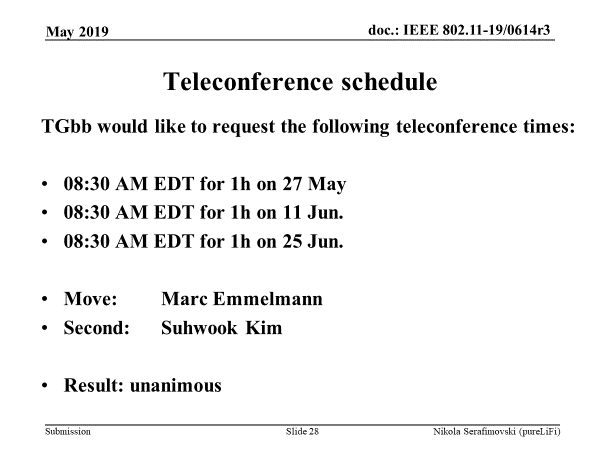 May 2019 doc.: IEEE 802.11-19/0614r3
Teleconference schedule
TGbb would like to request the following teleconference times:
• 08:30 AM EDT for 1h on 27 May
• 08:30 AM EDT for 1h on 11 Jun.
• 08:30 AM EDT for 1h on 25 Jun.
• Move: Marc Emmelmann
• Second: Suhwook Kim
• Result: unanimous
Submission Slide 28 Nikola Serafimovski (pureLiFi)